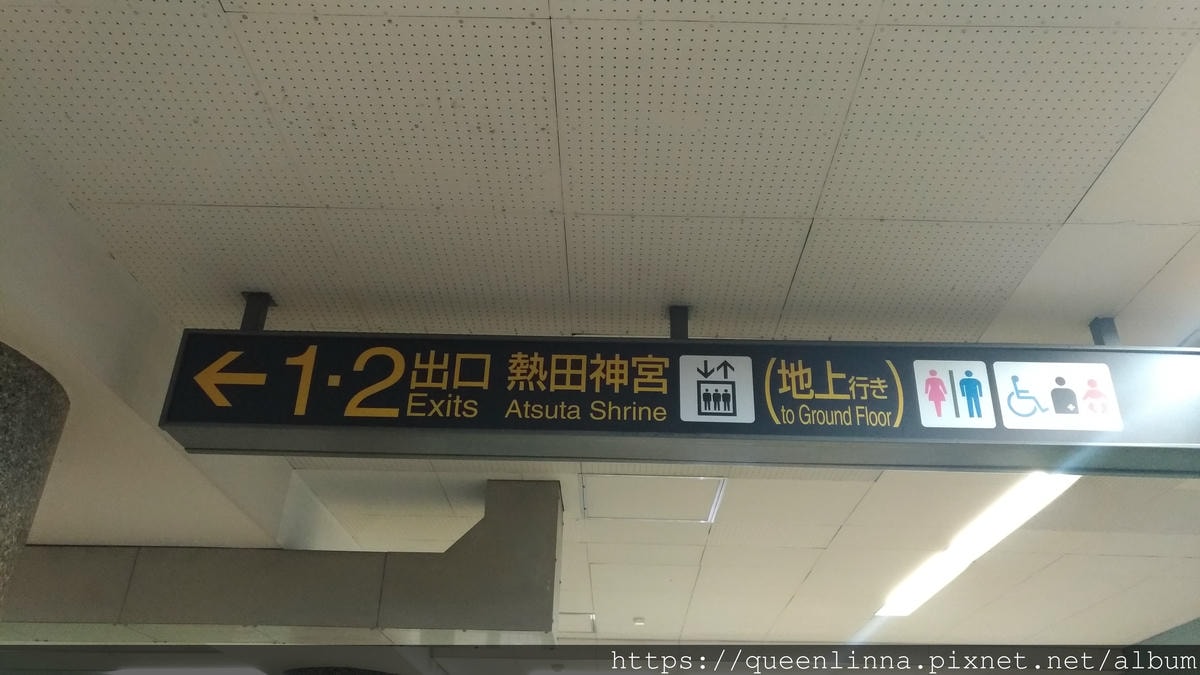 ←1·2 出口 熱田神宮 (地上行き
Exits Atsuta Shrine to Ground Floor)
https://queenlinna.pixnet.net/album